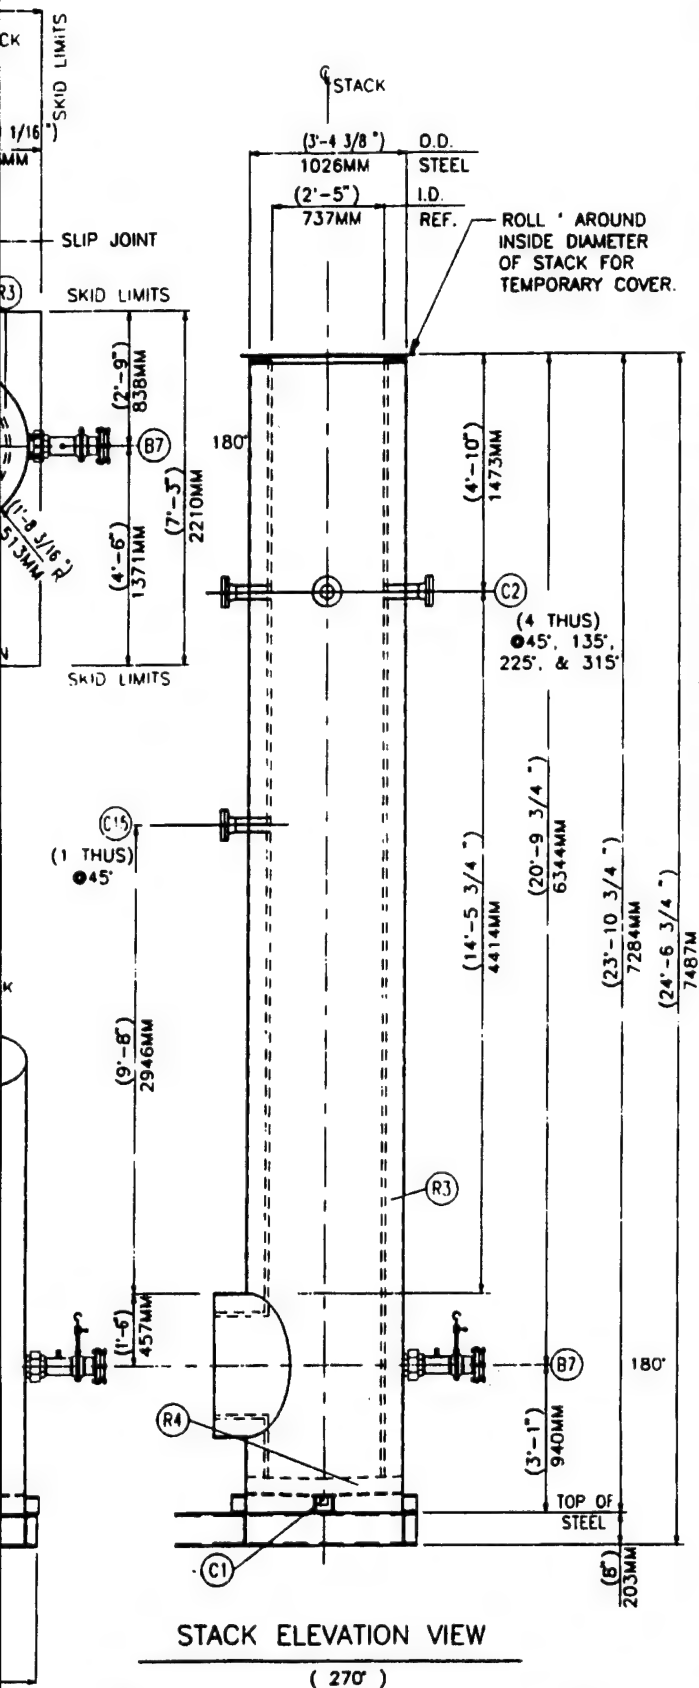 CK
SKID LIMITS
1/16")
MM
SLIP JOINT
R3
SKID LIMITS
(2'-9")
838MM
B7
(7'-3")
2210MM
(4'-6")
1371MM
(1'-8 3/16")
513MM R
N
SKID LIMITS
℄ STACK
(3'-4 3/8") O.D.
1026MM STEEL
(2'-5") I.D.
737MM REF.
ROLL ' AROUND
INSIDE DIAMETER
OF STACK FOR
TEMPORARY COVER.
180°
(4'-10")
1473MM
C2
(4 THUS)
@45°, 135°,
225°, & 315°
C15
(1 THUS)
@45°
(20'-9 3/4")
6344MM
(14'-5 3/4")
4414MM
(23'-10 3/4")
7284MM
(24'-6 3/4")
7487M
K
(9'-8")
2946MM
R3
(1'-6")
457MM
B7
180°
R4
(3'-1")
940MM
TOP OF
STEEL
C1
(8")
203MM
STACK ELEVATION VIEW
( 270° )